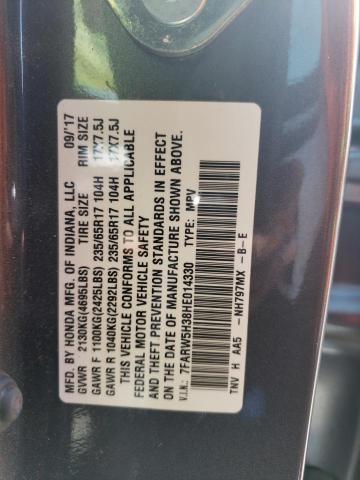 MFD. BY HONDA MFG. OF INDIANA, LLC 09/'17
GVWR 2130KG(4695LBS) TIRE SIZE RIM SIZE
GAWR F 1100KG(2425LBS) 235/65R17 104H 17X7.5J
GAWR R 1040KG(2292LBS) 235/65R17 104H 17X7.5J
THIS VEHICLE CONFORMS TO ALL APPLICABLE
FEDERAL MOTOR VEHICLE SAFETY
AND THEFT PREVENTION STANDARDS IN EFFECT
ON THE DATE OF MANUFACTURE SHOWN ABOVE.
V.I.N.: 7FARW5H38HE014330 TYPE: MPV
TNV H AA5 -NH797MX -B-E